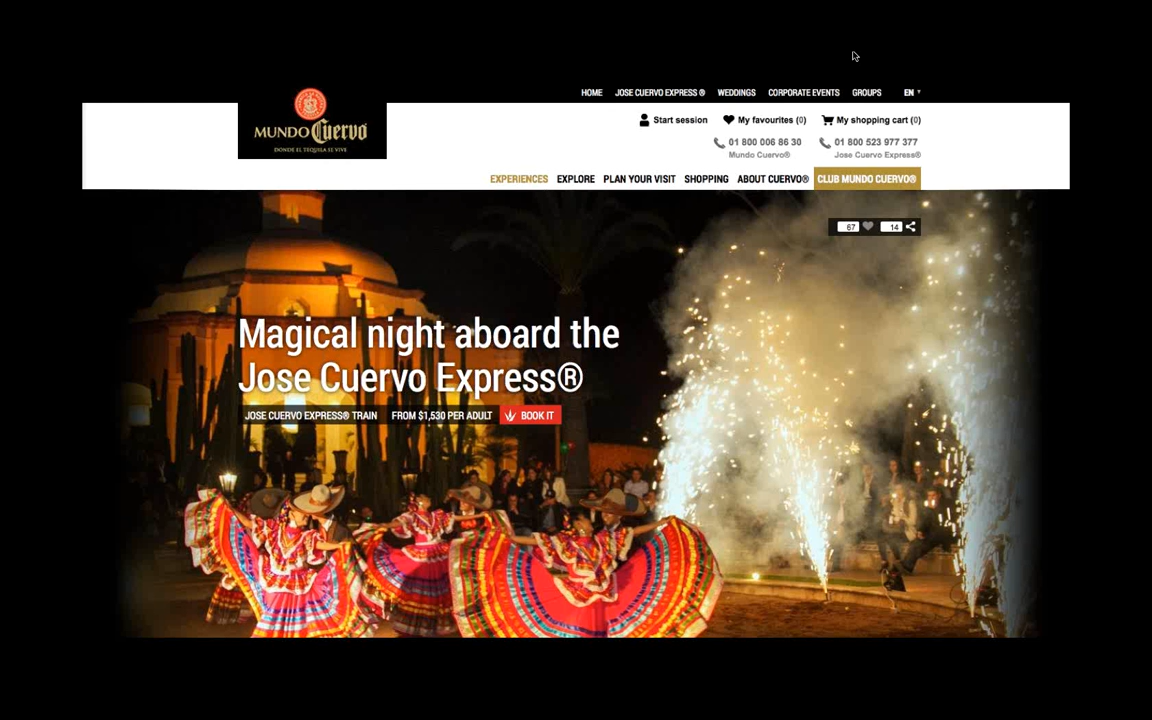 HOME JOSE CUERVO EXPRESS ® WEDDINGS CORPORATE EVENTS GROUPS EN
MUNDO Cuervo
DONDE EL TEQUILA SE VIVE
Start session My favourites (0) My shopping cart (0)
01 800 006 86 30 01 800 523 977 377
Mundo Cuervo® Jose Cuervo Express®
EXPERIENCES EXPLORE PLAN YOUR VISIT SHOPPING ABOUT CUERVO® CLUB MUNDO CUERVO®
67 14
Magical night aboard the
Jose Cuervo Express®
JOSE CUERVO EXPRESS® TRAIN FROM $1,530 PER ADULT BOOK IT